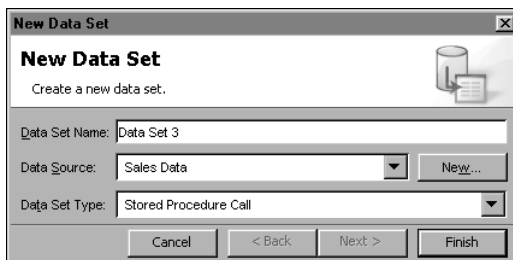 New Data Set
New Data Set
Create a new data set.
Data Set Name: Data Set 3
Data Source: Sales Data New...
Data Set Type: Stored Procedure Call
Cancel < Back Next > Finish